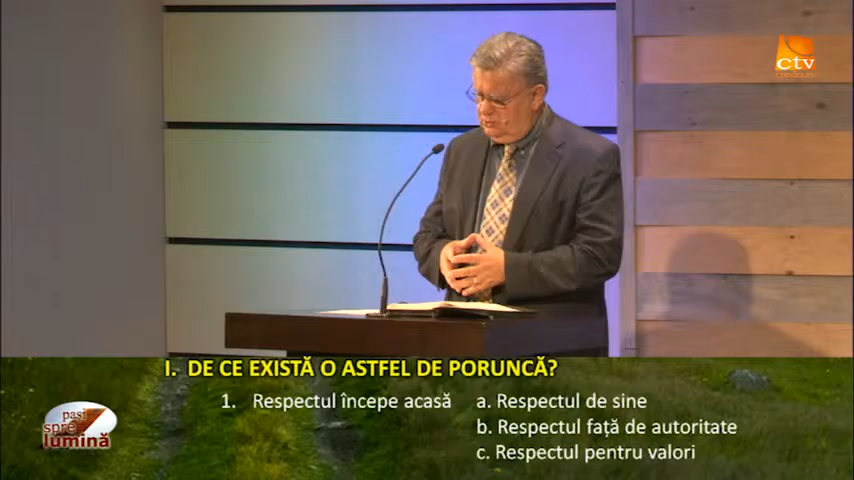 ctv
I. DE CE EXISTĂ O ASTFEL DE PORUNCĂ?
1. Respectul începe acasă
a. Respectul de sine
b. Respectul față de autoritate
c. Respectul pentru valori
pasi
spre
lumină